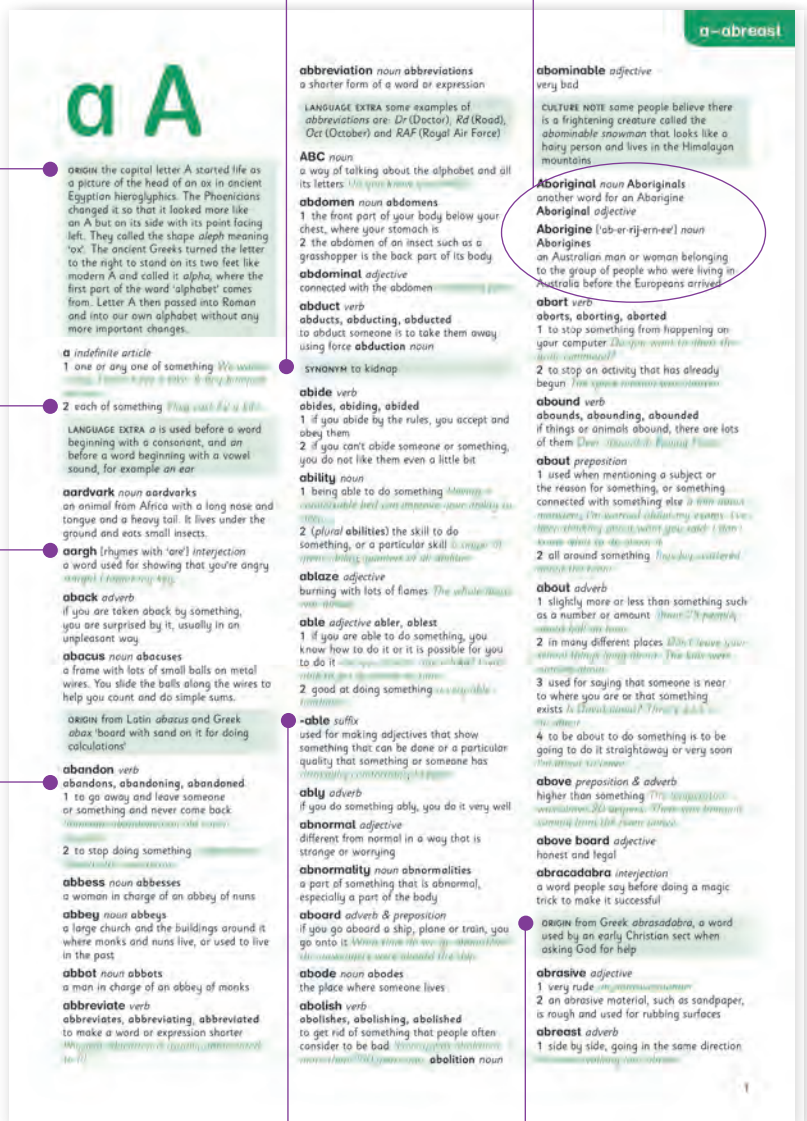 a–abreast
a A
ORIGIN the capital letter A started life as
a picture of the head of an ox in ancient
Egyptian hieroglyphics. The Phoenicians
changed it so that it looked more like
an A but on its side with its point facing
left. They called the shape aleph meaning
'ox'. The ancient Greeks turned the letter
to the right to stand on its two feet like
modern A and called it alpha, where the
first part of the word 'alphabet' comes
from. Letter A then passed into Roman
and into our own alphabet without any
more important changes.
a indefinite article
1 one or any one of something
2 each of something
LANGUAGE EXTRA a is used before a word
beginning with a consonant, and an
before a word beginning with a vowel
sound, for example an ear
aardvark noun aardvarks
an animal from Africa with a long nose and
tongue and a heavy tail. It lives under the
ground and eats small insects.
aargh [rhymes with 'are'] interjection
a word used for showing that you're angry
aback adverb
if you are taken aback by something,
you are surprised by it, usually in an
unpleasant way
abacus noun abacuses
a frame with lots of small balls on metal
wires. You slide the balls along the wires to
help you count and do simple sums.
ORIGIN from Latin abacus and Greek
abax 'board with sand on it for doing
calculations'
abandon verb
abandons, abandoning, abandoned
1 to go away and leave someone
or something and never come back
2 to stop doing something
abbess noun abbesses
a woman in charge of an abbey of nuns
abbey noun abbeys
a large church and the buildings around it
where monks and nuns live, or used to live
in the past
abbot noun abbots
a man in charge of an abbey of monks
abbreviate verb
abbreviates, abbreviating, abbreviated
to make a word or expression shorter
abbreviation noun abbreviations
a shorter form of a word or expression
LANGUAGE EXTRA some examples of
abbreviations are: Dr (Doctor), Rd (Road),
Oct (October) and RAF (Royal Air Force)
ABC noun
a way of talking about the alphabet and all
its letters
abdomen noun abdomens
1 the front part of your body below your
chest, where your stomach is
2 the abdomen of an insect such as a
grasshopper is the back part of its body
abdominal adjective
connected with the abdomen
abduct verb
abducts, abducting, abducted
to abduct someone is to take them away
using force abduction noun
SYNONYM to kidnap
abide verb
abides, abiding, abided
1 if you abide by the rules, you accept and
obey them
2 if you can't abide someone or something,
you do not like them even a little bit
ability noun
1 being able to do something
2 (plural abilities) the skill to do
something, or a particular skill
ablaze adjective
burning with lots of flames
able adjective abler, ablest
1 if you are able to do something, you
know how to do it or it is possible for you
to do it
2 good at doing something
-able suffix
used for making adjectives that show
something that can be done or a particular
quality that something or someone has
ably adverb
if you do something ably, you do it very well
abnormal adjective
different from normal in a way that is
strange or worrying
abnormality noun abnormalities
a part of something that is abnormal,
especially a part of the body
aboard adverb & preposition
if you go aboard a ship, plane or train, you
go onto it
abode noun abodes
the place where someone lives
abolish verb
abolishes, abolishing, abolished
to get rid of something that people often
consider to be bad
abolition noun
abominable adjective
very bad
CULTURE NOTE some people believe there
is a frightening creature called the
abominable snowman that looks like a
hairy person and lives in the Himalayan
mountains
Aboriginal noun Aboriginals
another word for an Aborigine
Aboriginal adjective
Aborigine ['ab-er-rij-ern-ee'] noun
Aborigines
an Australian man or woman belonging
to the group of people who were living in
Australia before the Europeans arrived
abort verb
aborts, aborting, aborted
1 to stop something from happening on
your computer
2 to stop an activity that has already
begun
abound verb
abounds, abounding, abounded
if things or animals abound, there are lots
of them
about preposition
1 used when mentioning a subject or
the reason for something, or something
connected with something else
2 all around something
about adverb
1 slightly more or less than something such
as a number or amount
2 in many different places
3 used for saying that someone is near
to where you are or that something
exists
4 to be about to do something is to be
going to do it straightaway or very soon
above preposition & adverb
higher than something
above board adjective
honest and legal
abracadabra interjection
a word people say before doing a magic
trick to make it successful
ORIGIN from Greek abrasadabra, a word
used by an early Christian sect when
asking God for help
abrasive adjective
1 very rude
2 an abrasive material, such as sandpaper,
is rough and used for rubbing surfaces
abreast adverb
1 side by side, going in the same direction
1